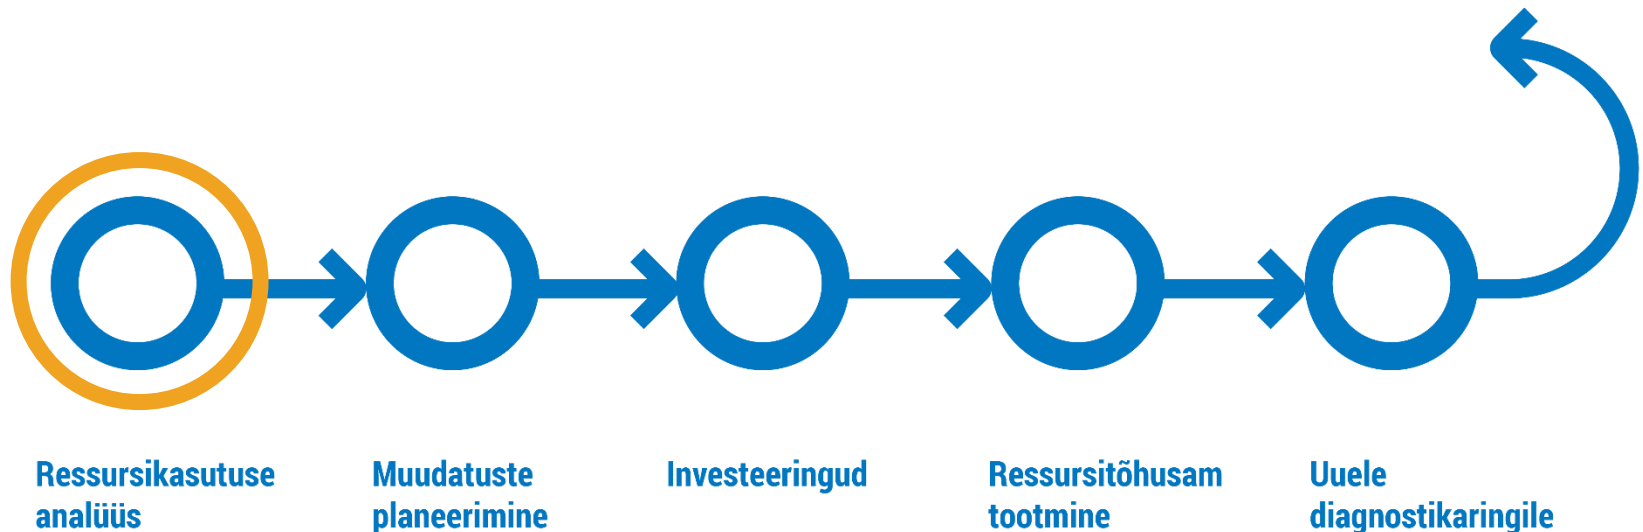 Ressursikasutuse
analüüs
Muudatuste
planeerimine
Investeeringud
Ressursitõhusam
tootmine
Uuele
diagnostikaringile